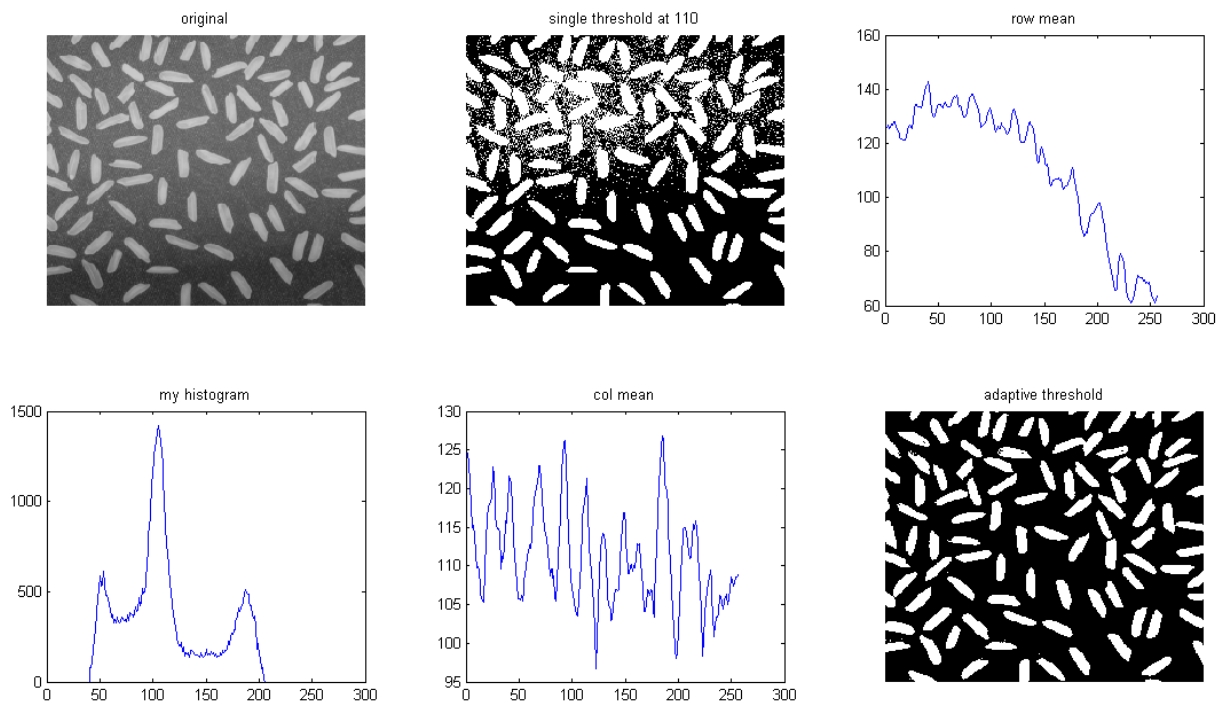 original
single threshold at 110
row mean
160
140
120
100
80
60
0 50 100 150 200 250 300
my histogram
1500
1000
500
0
0 50 100 150 200 250 300
col mean
130
125
120
115
110
105
100
95
0 50 100 150 200 250 300
adaptive threshold